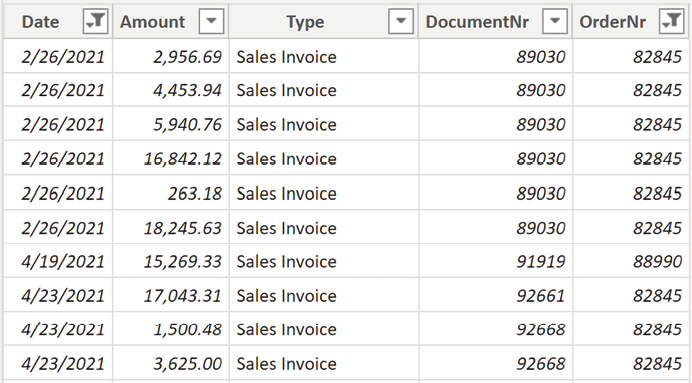 Date Amount Type DocumentNr OrderNr
2/26/2021 2,956.69 Sales Invoice 89030 82845
2/26/2021 4,453.94 Sales Invoice 89030 82845
2/26/2021 5,940.76 Sales Invoice 89030 82845
2/26/2021 16,842.12 Sales Invoice 89030 82845
2/26/2021 263.18 Sales Invoice 89030 82845
2/26/2021 18,245.63 Sales Invoice 89030 82845
4/19/2021 15,269.33 Sales Invoice 91919 88990
4/23/2021 17,043.31 Sales Invoice 92661 82845
4/23/2021 1,500.48 Sales Invoice 92668 82845
4/23/2021 3,625.00 Sales Invoice 92668 82845